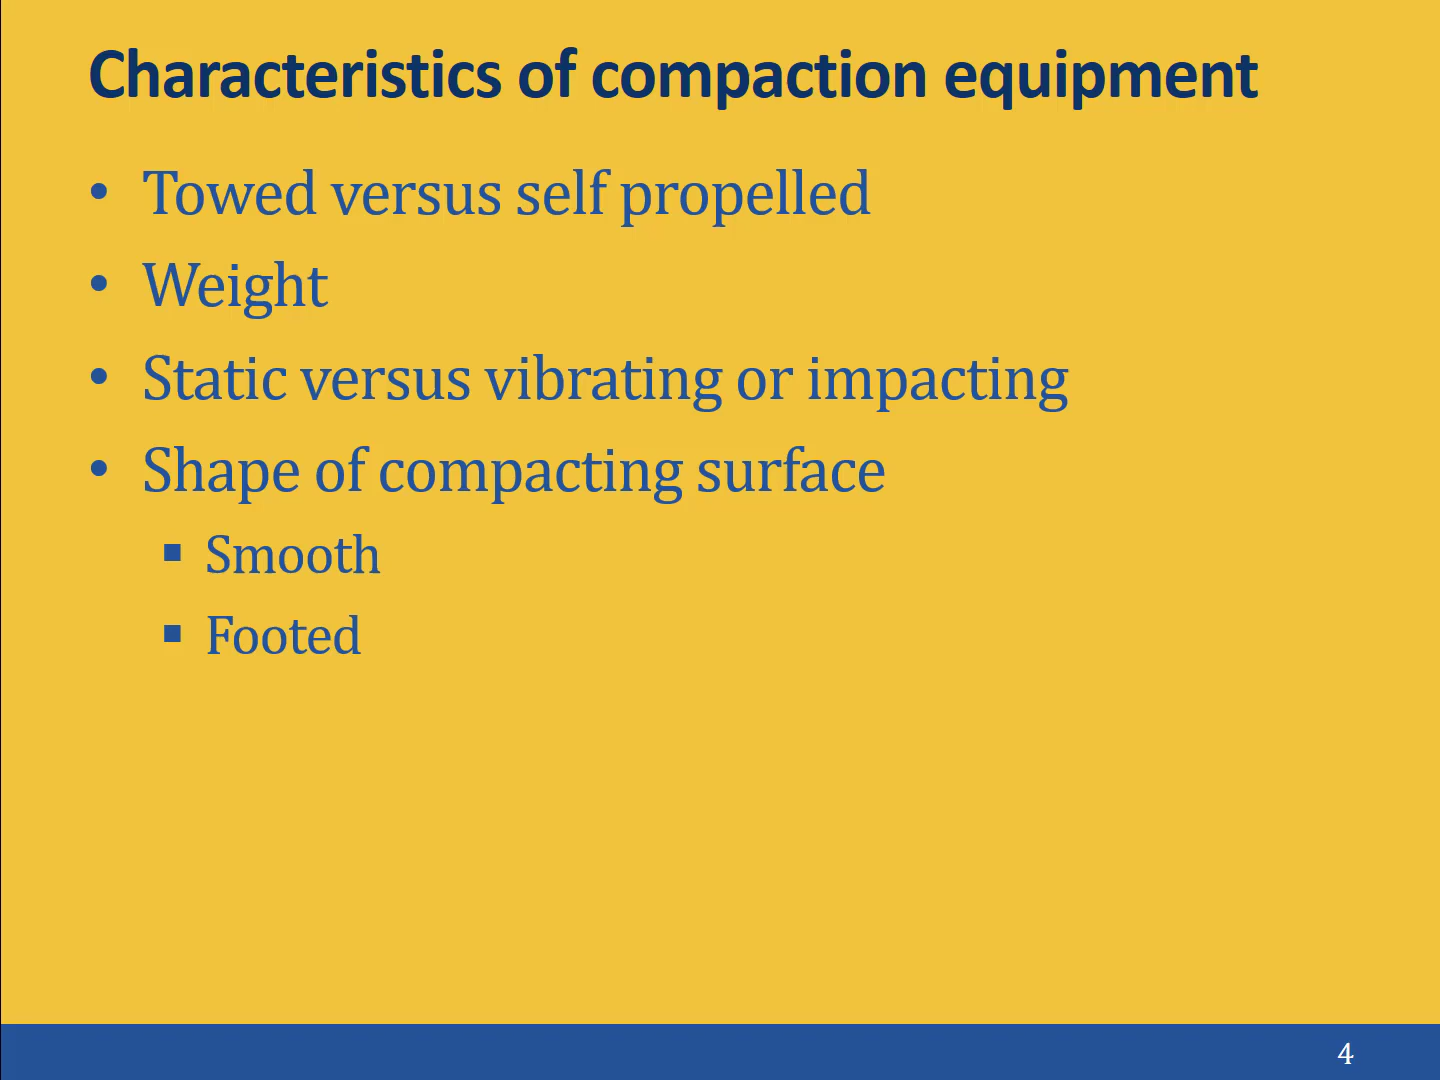 Characteristics of compaction equipment
• Towed versus self propelled
• Weight
• Static versus vibrating or impacting
• Shape of compacting surface
▪ Smooth
▪ Footed
4